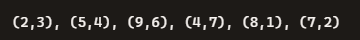 (2,3), (5,4), (9,6), (4,7), (8,1), (7,2)